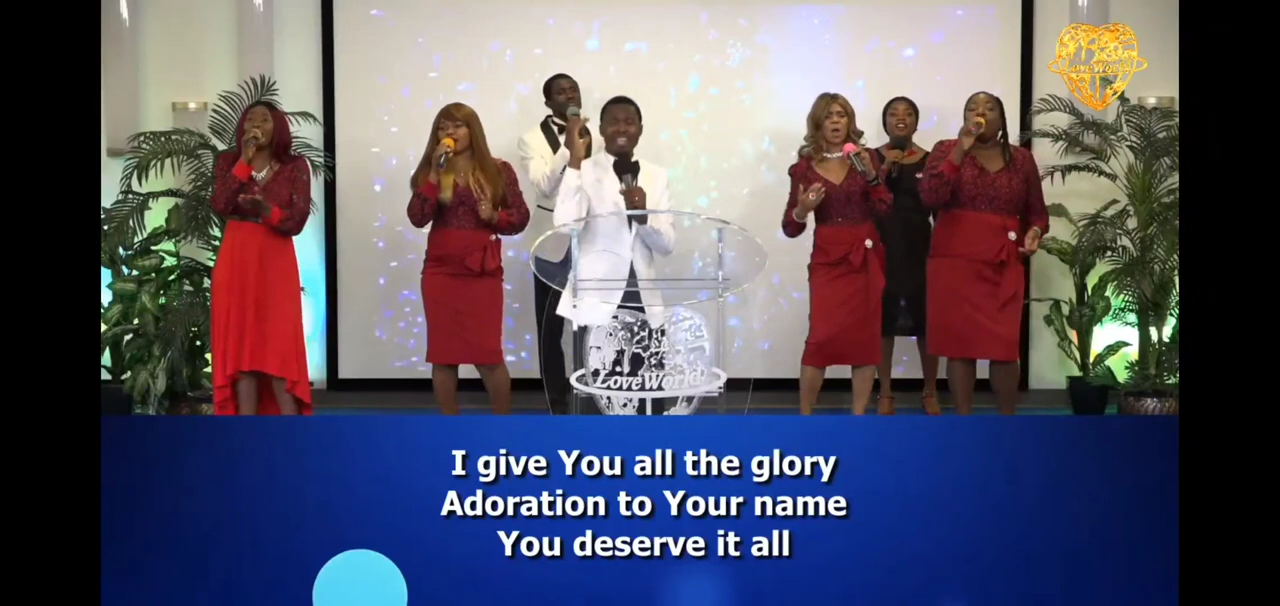 LoveWorld
LoveWorld
I give You all the glory
Adoration to Your name
You deserve it all